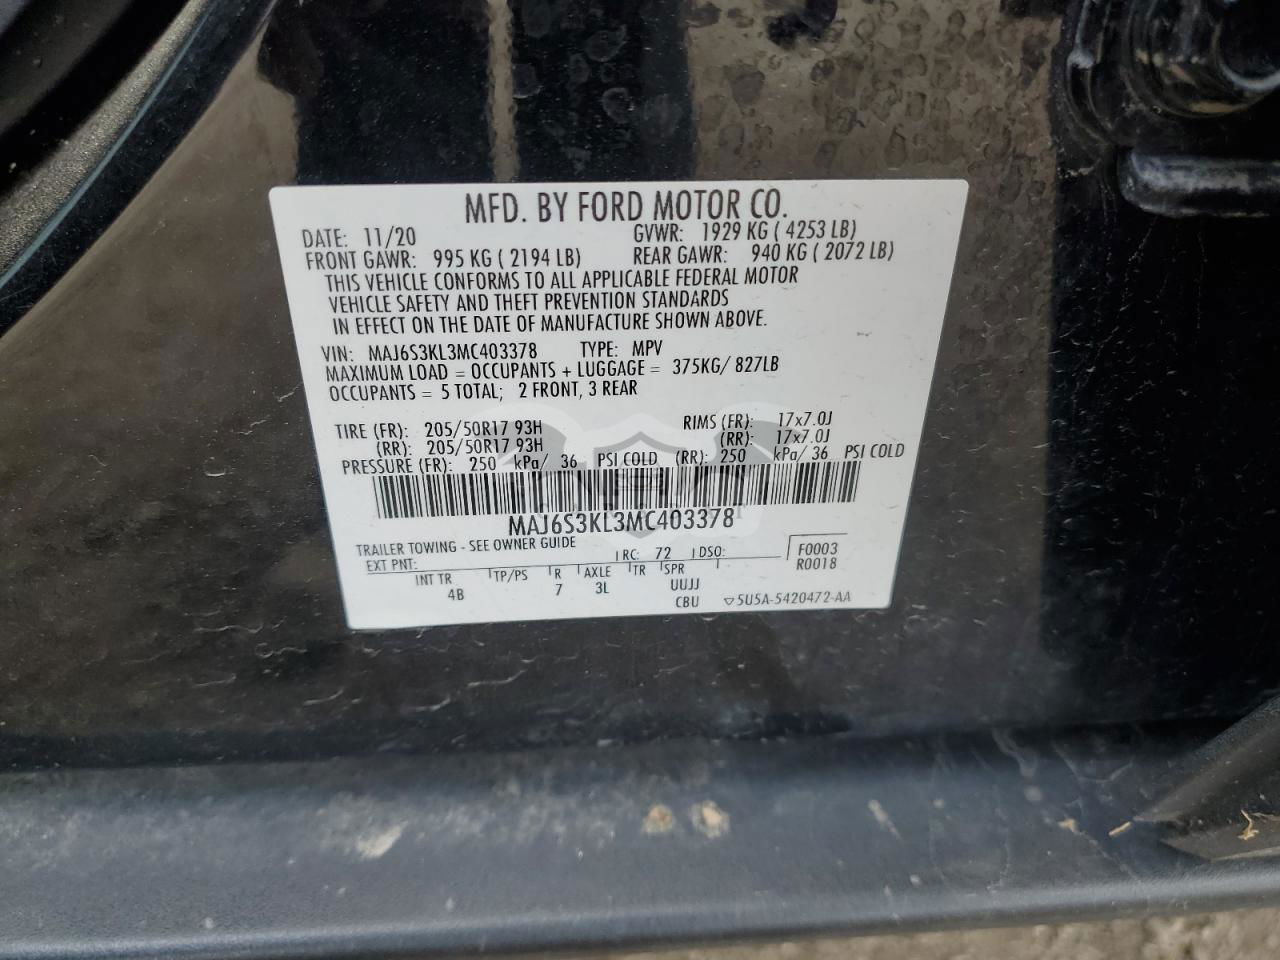 MFD. BY FORD MOTOR CO.
DATE: 11/20 GVWR: 1929 KG ( 4253 LB)
FRONT GAWR: 995 KG ( 2194 LB) REAR GAWR: 940 KG ( 2072 LB)
THIS VEHICLE CONFORMS TO ALL APPLICABLE FEDERAL MOTOR
VEHICLE SAFETY AND THEFT PREVENTION STANDARDS
IN EFFECT ON THE DATE OF MANUFACTURE SHOWN ABOVE.
VIN: MAJ6S3KL3MC403378 TYPE: MPV
MAXIMUM LOAD = OCCUPANTS + LUGGAGE = 375KG/ 827LB
OCCUPANTS = 5 TOTAL; 2 FRONT, 3 REAR
TIRE (FR): 205/50R17 93H RIMS (FR): 17x7.0J
(RR): 205/50R17 93H (RR): 17x7.0J
PRESSURE (FR): 250 kPa/ 36 PSI COLD (RR): 250 kPa/ 36 PSI COLD
MAJ6S3KL3MC403378
TRAILER TOWING - SEE OWNER GUIDE
EXT PNT: RC: 72 DSO: F0003
R0018
INT TR TP/PS R AXLE TR SPR
4B 7 3L UUJJ
CBU ▽5U5A-5420472-AA